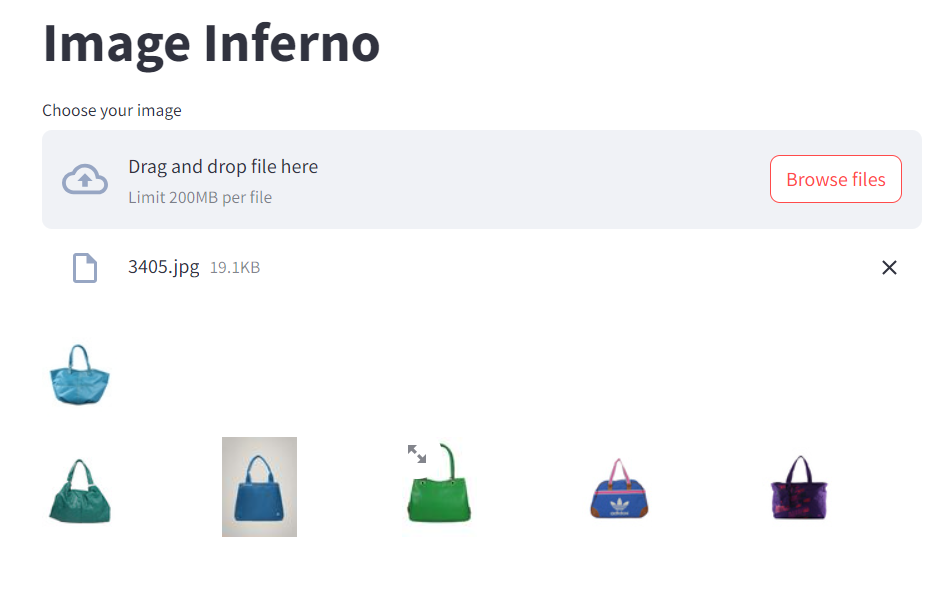 Image Inferno
Choose your image
Drag and drop file here
Limit 200MB per file
Browse files
3405.jpg 19.1KB
adidas